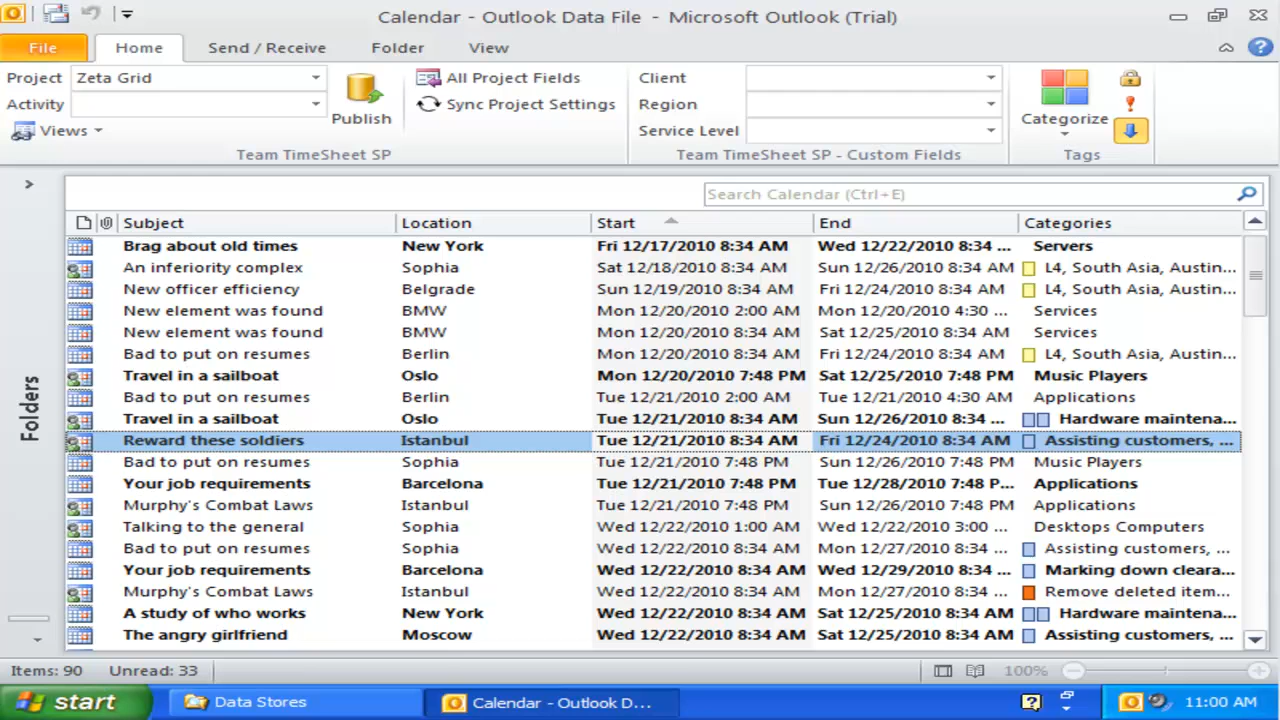 Calendar - Outlook Data File - Microsoft Outlook (Trial)
File Home Send / Receive Folder View
Project Zeta Grid All Project Fields Client
Activity Publish Sync Project Settings Region Categorize
Views Service Level
Team TimeSheet SP Team TimeSheet SP - Custom Fields Tags
Search Calendar (Ctrl+E)
Subject Location Start End Categories
Brag about old times New York Fri 12/17/2010 8:34 AM Wed 12/22/2010 8:34 ... Servers
An inferiority complex Sophia Sat 12/18/2010 8:34 AM Sun 12/26/2010 8:34 AM L4, South Asia, Austin...
New officer efficiency Belgrade Sun 12/19/2010 8:34 AM Fri 12/24/2010 8:34 AM L4, South Asia, Austin...
New element was found BMW Mon 12/20/2010 2:00 AM Mon 12/20/2010 4:30 ... Services
New element was found BMW Mon 12/20/2010 8:34 AM Sat 12/25/2010 8:34 AM Services
Bad to put on resumes Berlin Mon 12/20/2010 8:34 AM Fri 12/24/2010 8:34 AM L4, South Asia, Austin...
Travel in a sailboat Oslo Mon 12/20/2010 7:48 PM Sat 12/25/2010 7:48 PM Music Players
Bad to put on resumes Berlin Tue 12/21/2010 2:00 AM Tue 12/21/2010 4:30 AM Applications
Travel in a sailboat Oslo Tue 12/21/2010 8:34 AM Sun 12/26/2010 8:34 ... Hardware maintena...
Reward these soldiers Istanbul Tue 12/21/2010 8:34 AM Fri 12/24/2010 8:34 AM Assisting customers, ...
Bad to put on resumes Sophia Tue 12/21/2010 7:48 PM Sun 12/26/2010 7:48 PM Music Players
Your job requirements Barcelona Tue 12/21/2010 7:48 PM Tue 12/28/2010 7:48 P... Applications
Murphy's Combat Laws Istanbul Tue 12/21/2010 7:48 PM Sun 12/26/2010 7:48 PM Applications
Talking to the general Sophia Wed 12/22/2010 1:00 AM Wed 12/22/2010 3:00 ... Desktops Computers
Bad to put on resumes Sophia Wed 12/22/2010 8:34 AM Mon 12/27/2010 8:34 ... Assisting customers, ...
Your job requirements Barcelona Wed 12/22/2010 8:34 AM Wed 12/29/2010 8:34 ... Marking down cleara...
Murphy's Combat Laws Istanbul Wed 12/22/2010 8:34 AM Mon 12/27/2010 8:34 ... Remove deleted item...
A study of who works New York Wed 12/22/2010 8:34 AM Sat 12/25/2010 8:34 AM Hardware maintena...
The angry girlfriend Moscow Wed 12/22/2010 8:34 AM Sat 12/25/2010 8:34 AM Assisting customers, ...
Folders
Items: 90 Unread: 33 100%
start Data Stores Calendar - Outlook D... 11:00 AM